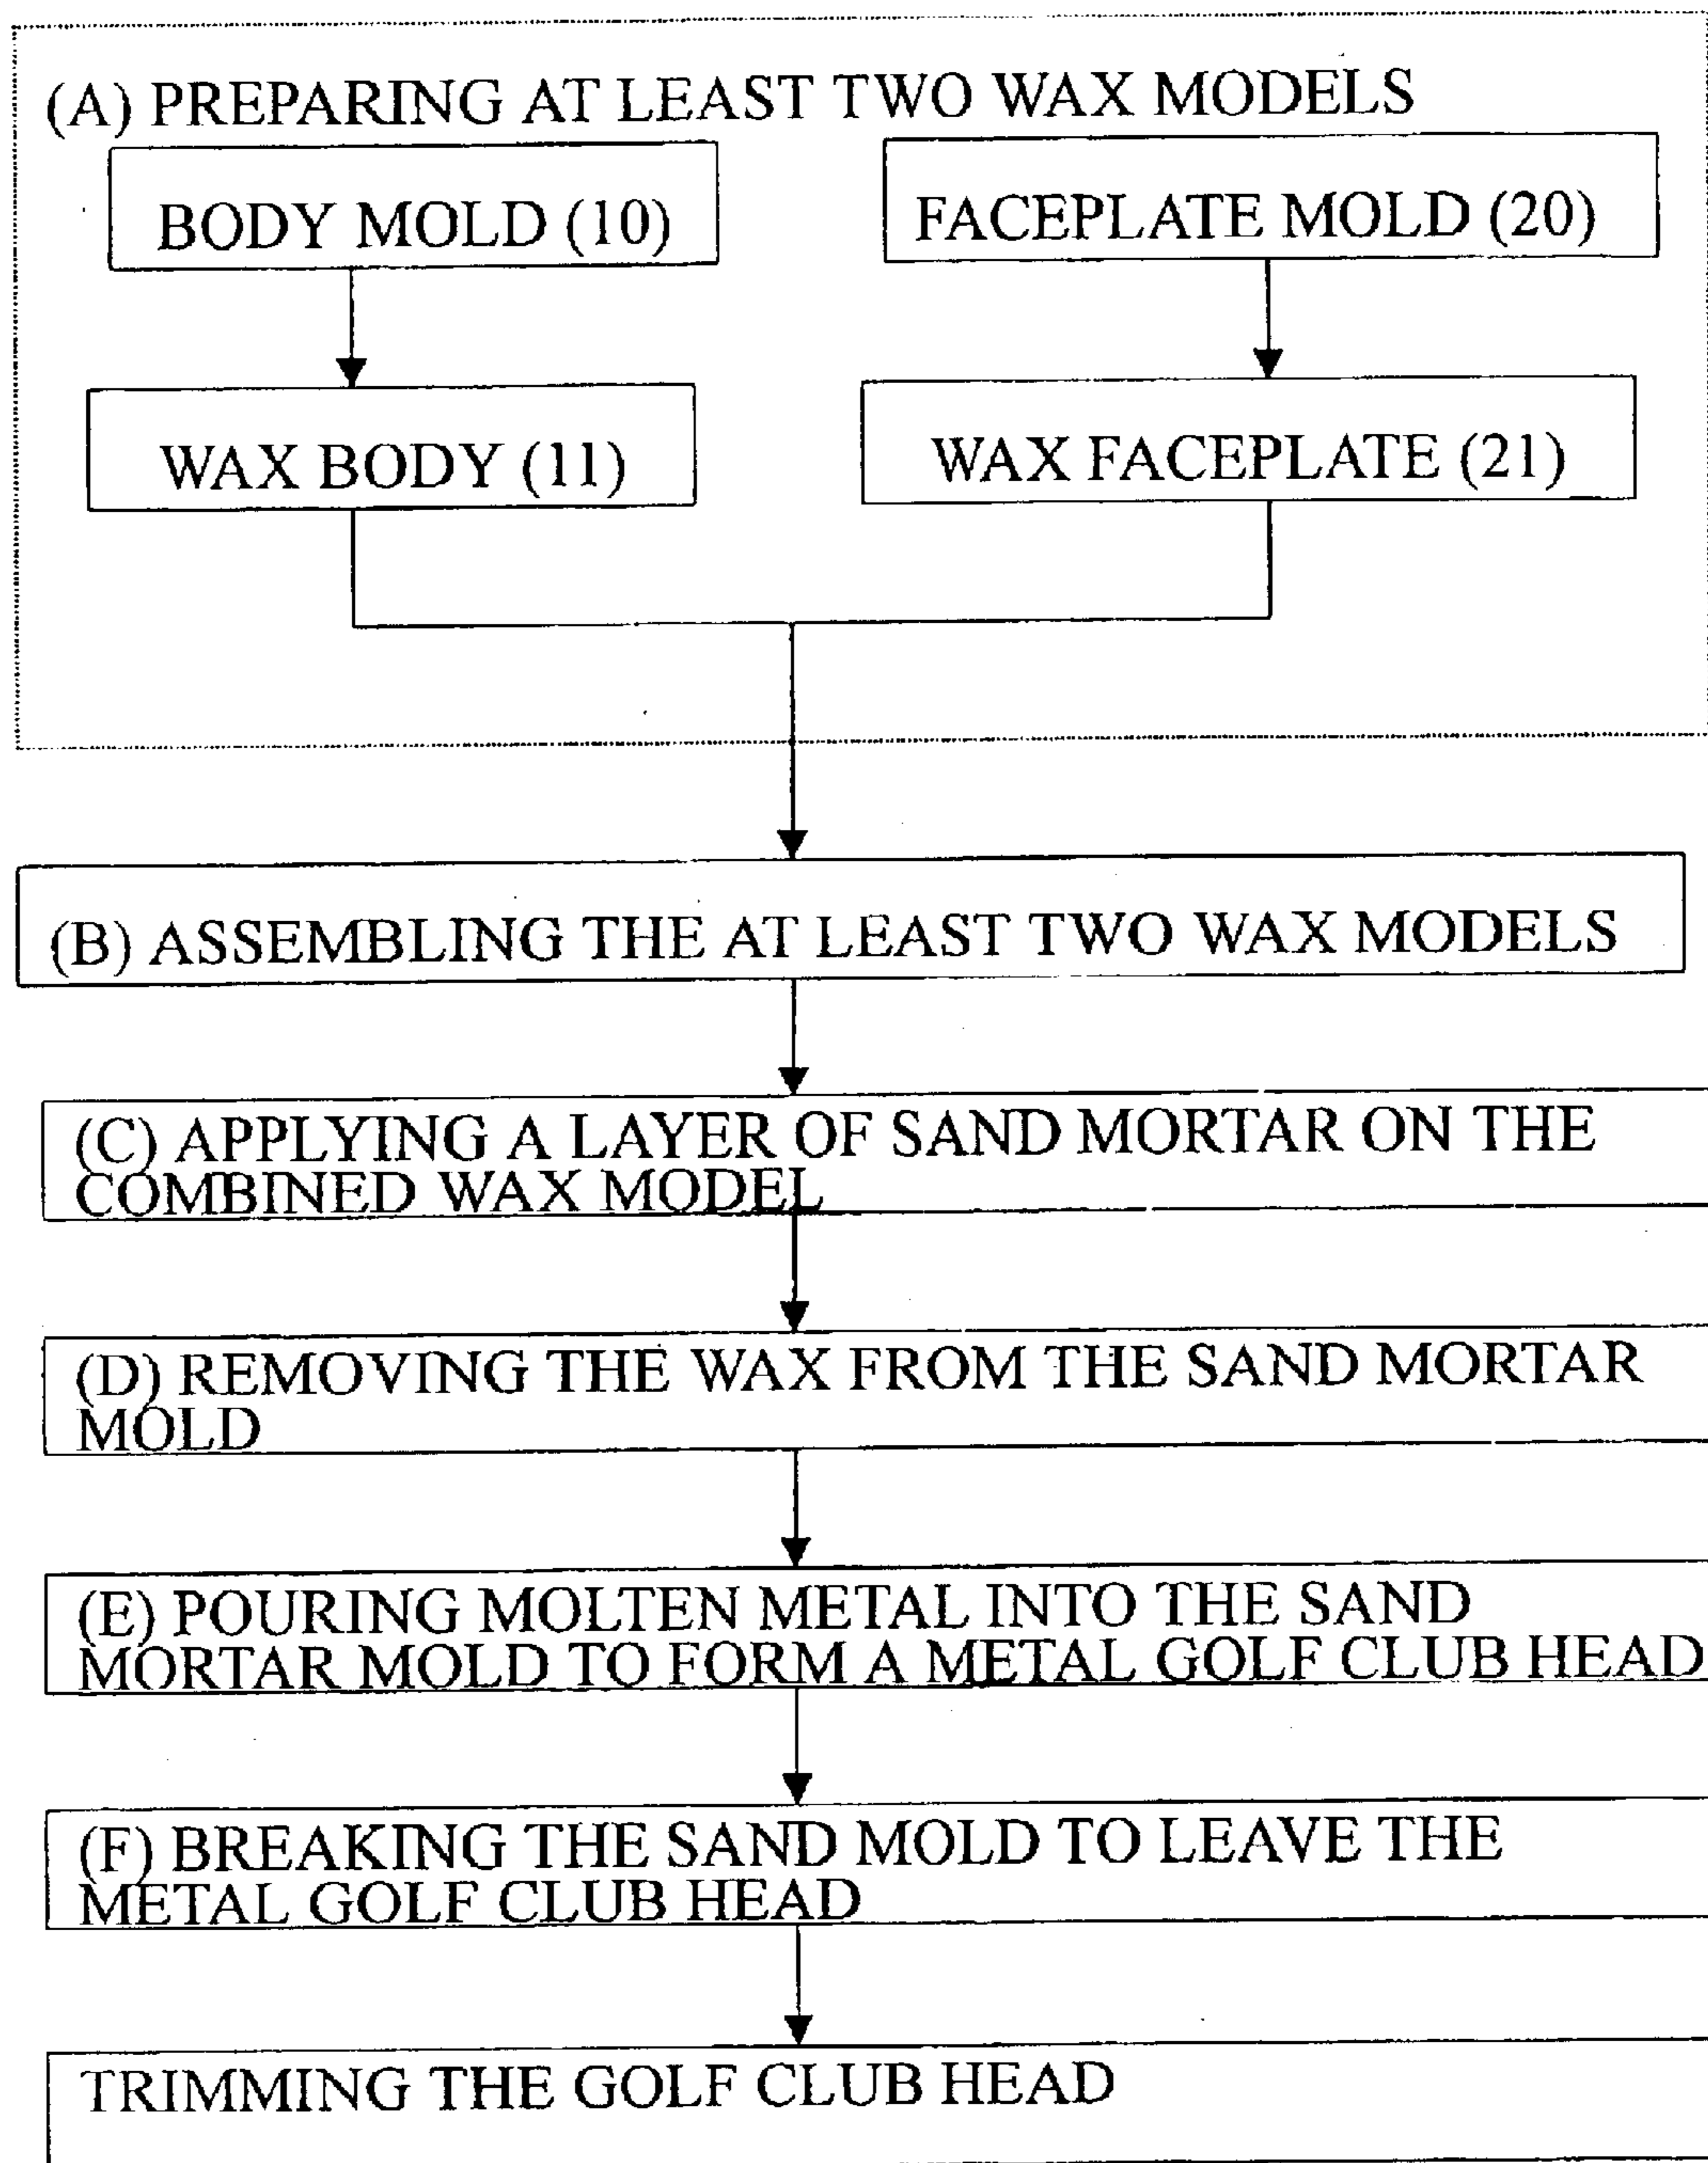 (A) PREPARING AT LEAST TWO WAX MODELS
BODY MOLD (10)
FACEPLATE MOLD (20)
WAX BODY (11)
WAX FACEPLATE (21)
(B) ASSEMBLING THE AT LEAST TWO WAX MODELS
(C) APPLYING A LAYER OF SAND MORTAR ON THE
COMBINED WAX MODEL
(D) REMOVING THE WAX FROM THE SAND MORTAR
MOLD
(E) POURING MOLTEN METAL INTO THE SAND
MORTAR MOLD TO FORM A METAL GOLF CLUB HEAD
(F) BREAKING THE SAND MOLD TO LEAVE THE
METAL GOLF CLUB HEAD
TRIMMING THE GOLF CLUB HEAD